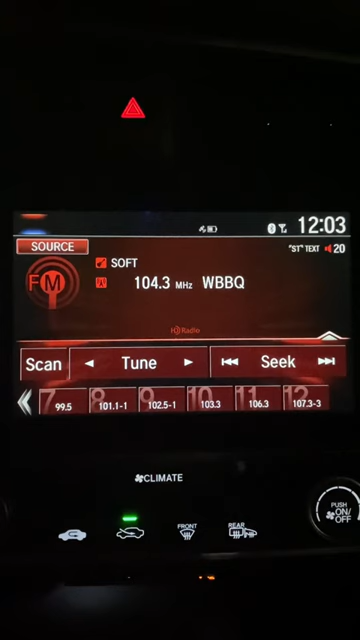 12:03
SOURCE
"ST" TEXT 20
SOFT
FM
104.3 MHz WBBQ
HD Radio
Scan Tune Seek
7 8 9 10 11 12
99.5 101.1-1 102.5-1 103.3 106.3 107.3-3
CLIMATE
PUSH
ON/
OFF
FRONT REAR